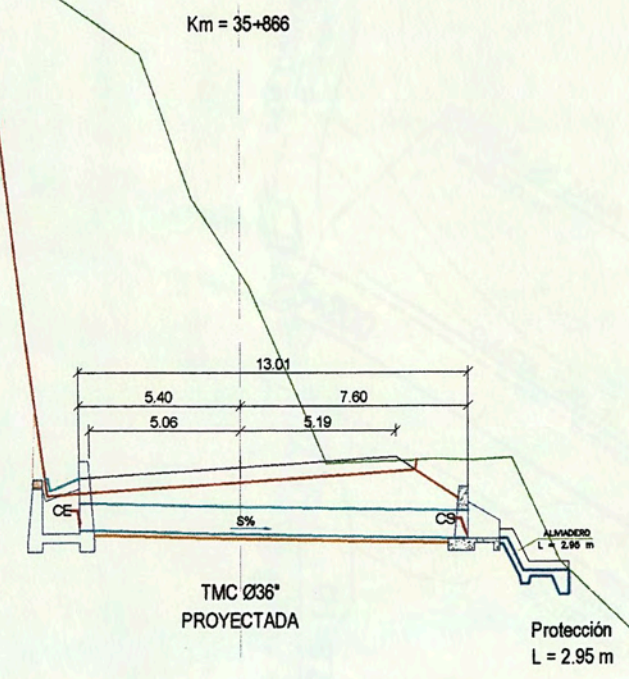 Km = 35+866
13.01
5.40 7.60
5.06 5.19
CE
S%
CS
ALIVIADERO
L = 2.95 m
TMC Ø36"
PROYECTADA
Protección
L = 2.95 m